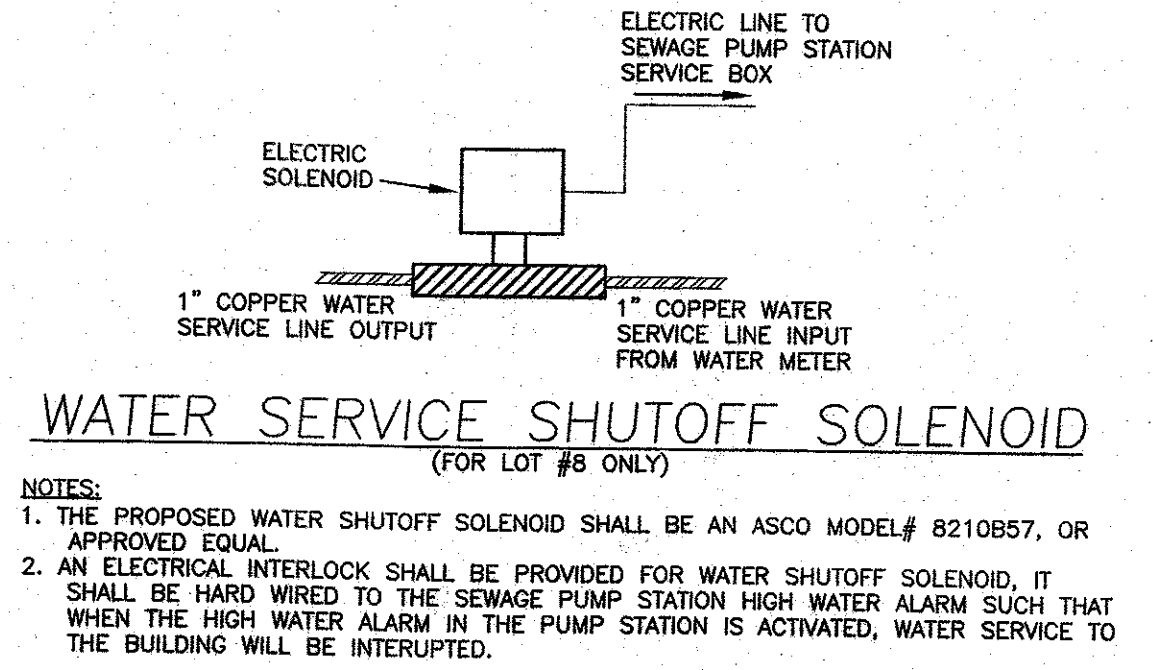 ELECTRIC LINE TO
SEWAGE PUMP STATION
SERVICE BOX
ELECTRIC
SOLENOID
1" COPPER WATER
SERVICE LINE OUTPUT
1" COPPER WATER
SERVICE LINE INPUT
FROM WATER METER
WATER SERVICE SHUTOFF SOLENOID
(FOR LOT #8 ONLY)
NOTES:
1. THE PROPOSED WATER SHUTOFF SOLENOID SHALL BE AN ASCO MODEL# 8210B57, OR
APPROVED EQUAL.
2. AN ELECTRICAL INTERLOCK SHALL BE PROVIDED FOR WATER SHUTOFF SOLENOID, IT
SHALL BE HARD WIRED TO THE SEWAGE PUMP STATION HIGH WATER ALARM SUCH THAT
WHEN THE HIGH WATER ALARM IN THE PUMP STATION IS ACTIVATED, WATER SERVICE TO
THE BUILDING WILL BE INTERUPTED.